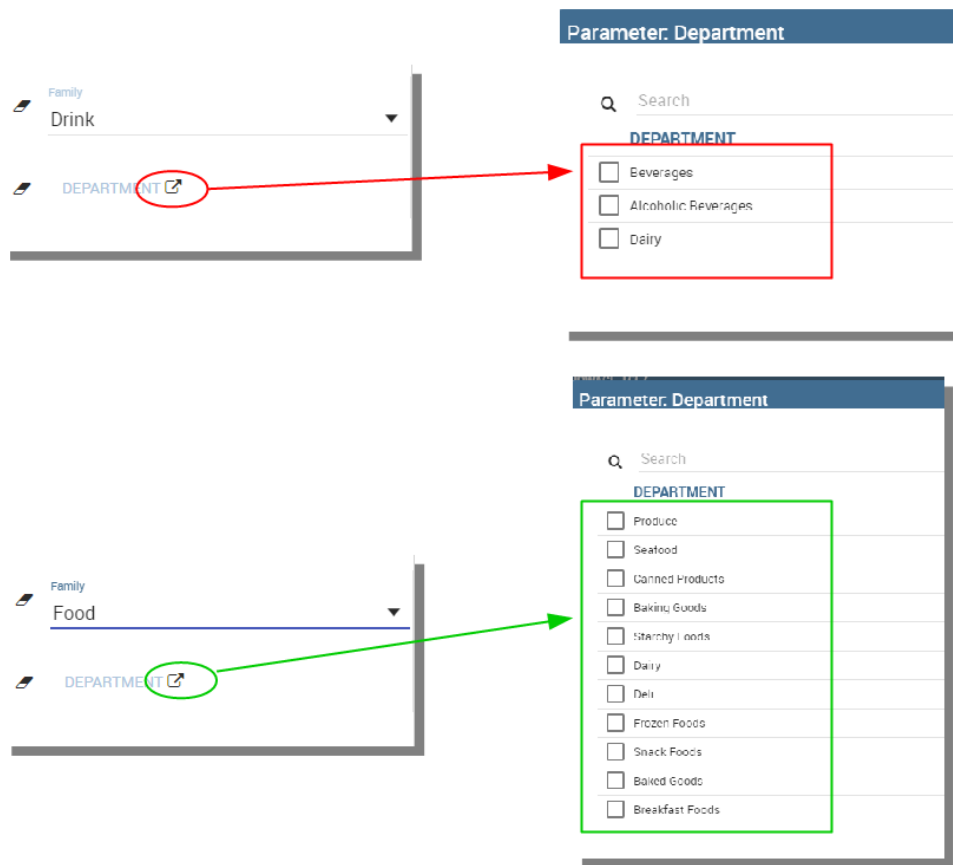 Parameter: Department
Family
Drink
Search
DEPARTMENT
DEPARTMENT
Beverages
Alcoholic Beverages
Dairy
Parameter: Department
Search
DEPARTMENT
Produce
Seafood
Canned Products
Baking Goods
Starchy Foods
Dairy
Deli
Frozen Foods
Snack Foods
Baked Goods
Breakfast Foods
Family
Food
DEPARTMENT